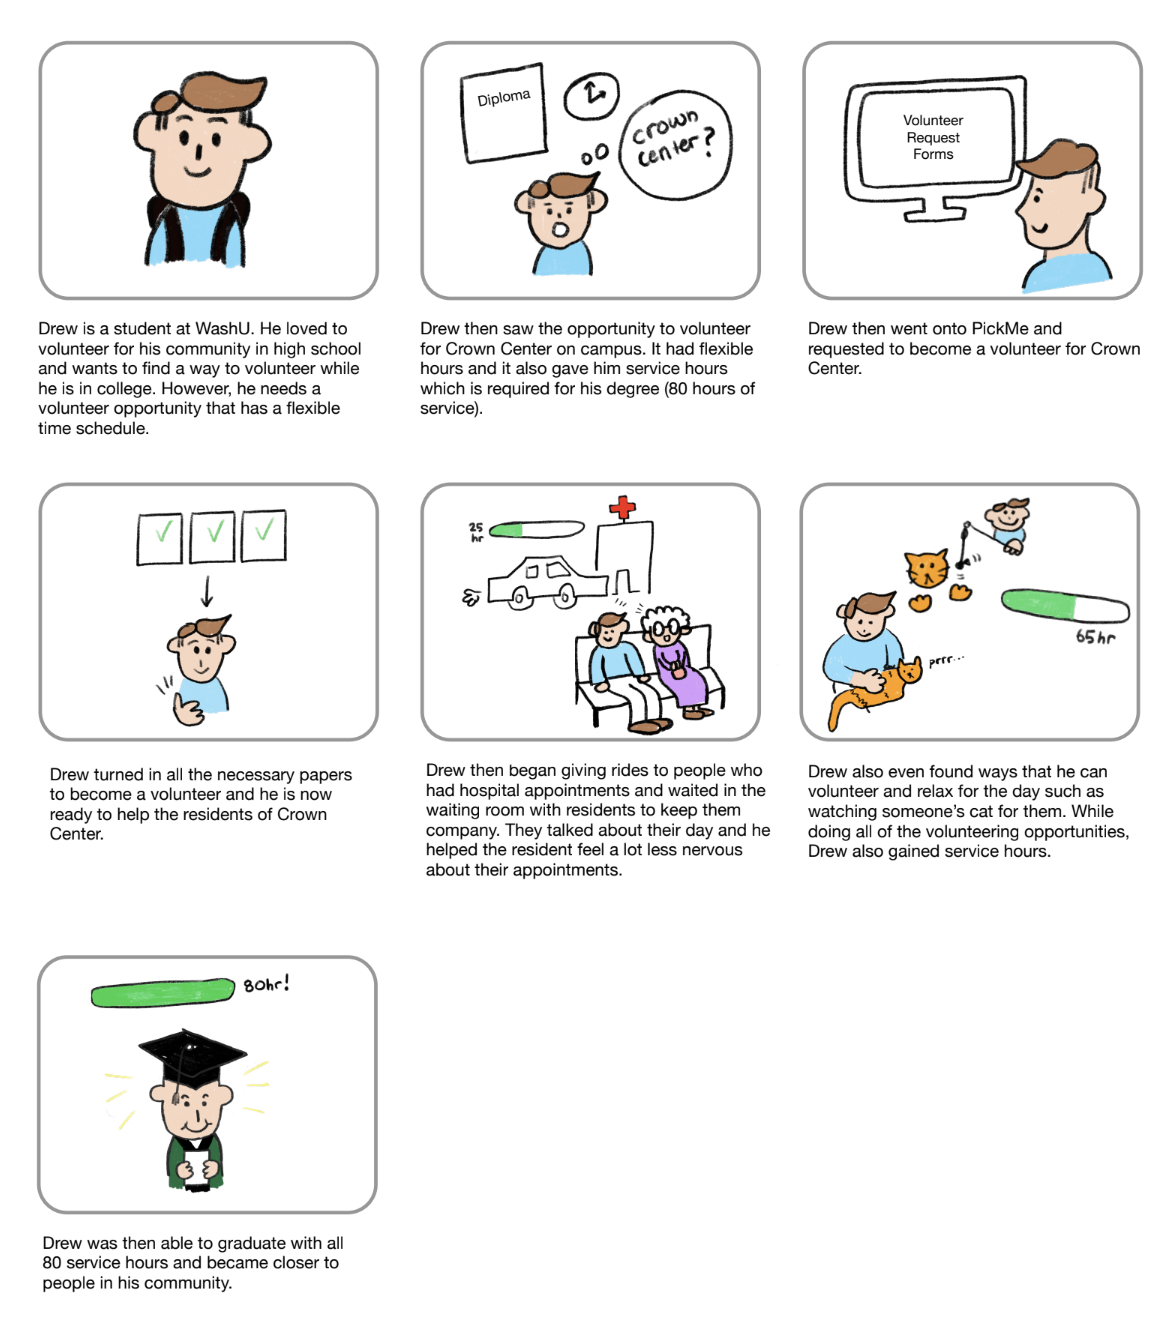 Diploma
crown
center?
Volunteer
Request
Forms
Drew is a student at WashU. He loved to
volunteer for his community in high school
and wants to find a way to volunteer while
he is in college. However, he needs a
volunteer opportunity that has a flexible
time schedule.
Drew then saw the opportunity to volunteer
for Crown Center on campus. It had flexible
hours and it also gave him service hours
which is required for his degree (80 hours of
service).
Drew then went onto PickMe and
requested to become a volunteer for Crown
Center.
25
hr
prrr...
65hr
Drew turned in all the necessary papers
to become a volunteer and he is now
ready to help the residents of Crown
Center.
Drew then began giving rides to people who
had hospital appointments and waited in the
waiting room with residents to keep them
company. They talked about their day and he
helped the resident feel a lot less nervous
about their appointments.
Drew also even found ways that he can
volunteer and relax for the day such as
watching someone’s cat for them. While
doing all of the volunteering opportunities,
Drew also gained service hours.
80hr!
Drew was then able to graduate with all
80 service hours and became closer to
people in his community.